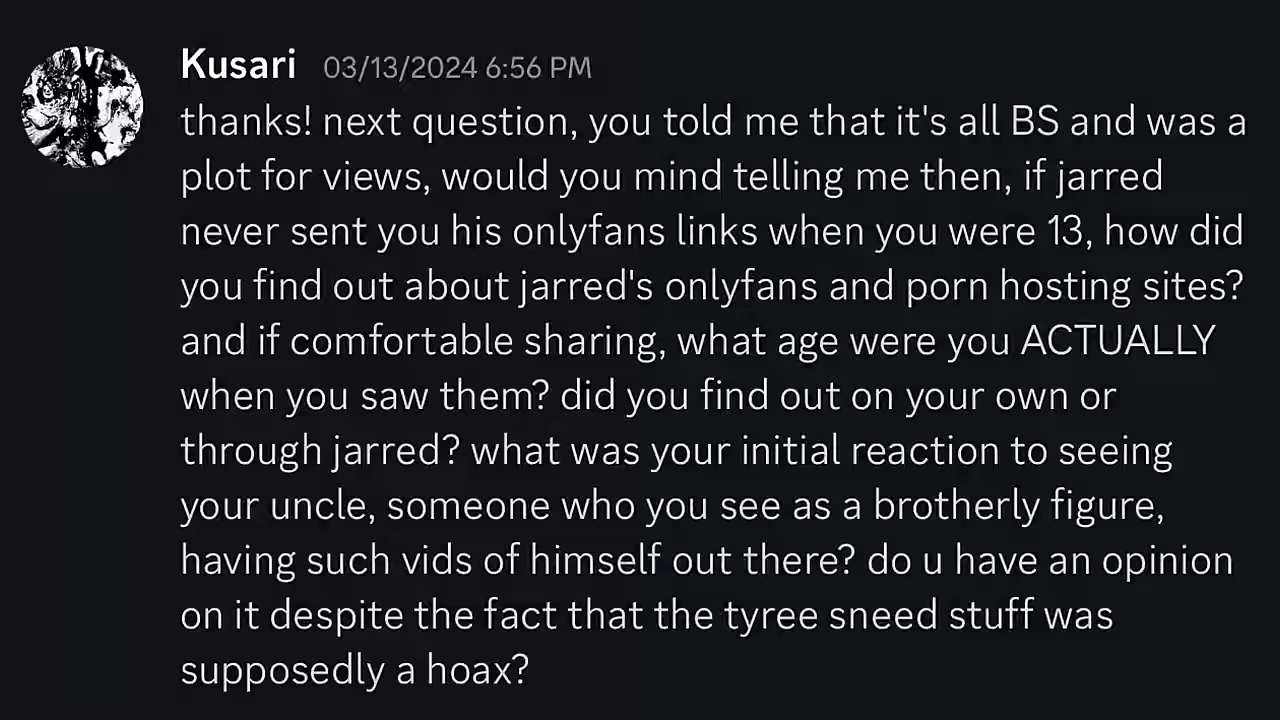 Kusari 03/13/2024 6:56 PM
thanks! next question, you told me that it's all BS and was a
plot for views, would you mind telling me then, if jarred
never sent you his onlyfans links when you were 13, how did
you find out about jarred's onlyfans and porn hosting sites?
and if comfortable sharing, what age were you ACTUALLY
when you saw them? did you find out on your own or
through jarred? what was your initial reaction to seeing
your uncle, someone who you see as a brotherly figure,
having such vids of himself out there? do u have an opinion
on it despite the fact that the tyree sneed stuff was
supposedly a hoax?